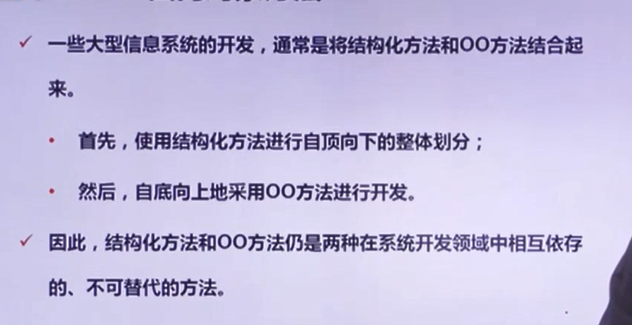 一些大型信息系统的开发，通常是将结构化方法和OO方法结合起
来。
首先，使用结构化方法进行自顶向下的整体划分；
然后，自底向上地采用OO方法进行开发。
因此，结构化方法和OO方法仍是两种在系统开发领域中相互依存
的、不可替代的方法。